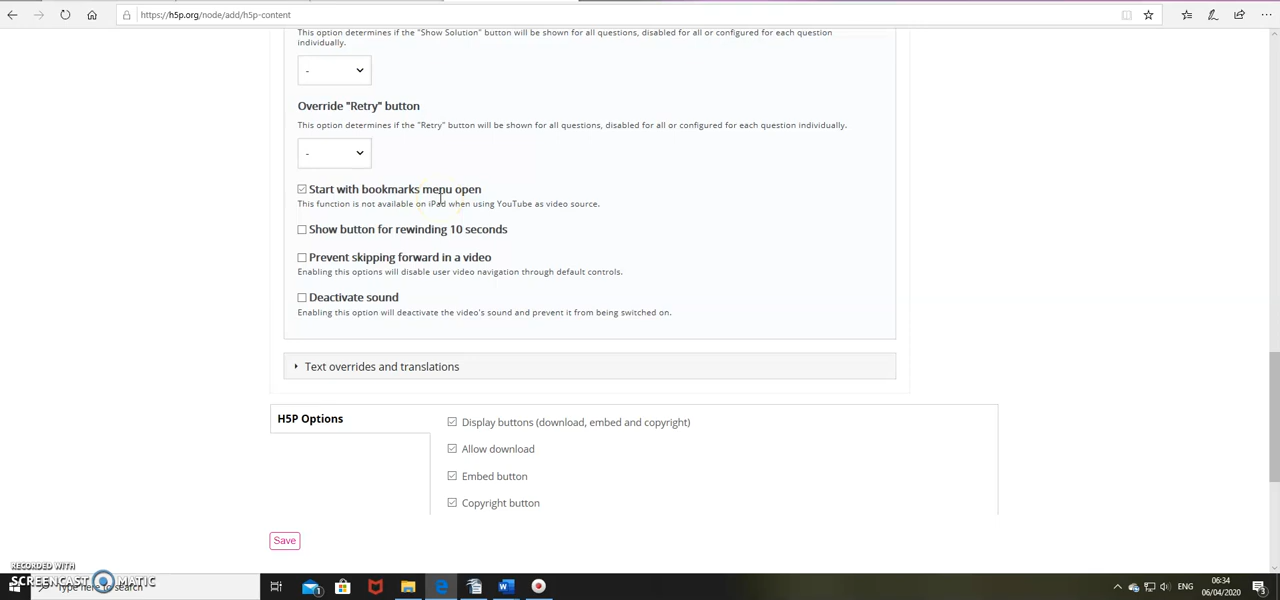 https://h5p.org/node/add/h5p-content
This option determines if the "Show Solution" button will be shown for all questions, disabled for all or configured for each question
individually.
-
Override "Retry" button
This option determines if the "Retry" button will be shown for all questions, disabled for all or configured for each question individually.
-
Start with bookmarks menu open
This function is not available on iPad when using YouTube as video source.
Show button for rewinding 10 seconds
Prevent skipping forward in a video
Enabling this options will disable user video navigation through default controls.
Deactivate sound
Enabling this option will deactivate the video's sound and prevent it from being switched on.
Text overrides and translations
H5P Options
Display buttons (download, embed and copyright)
Allow download
Embed button
Copyright button
Save
RECORDED WITH
SCREENCAST MATIC
Type here to search
1
ENG
06:34
06/04/2020
3